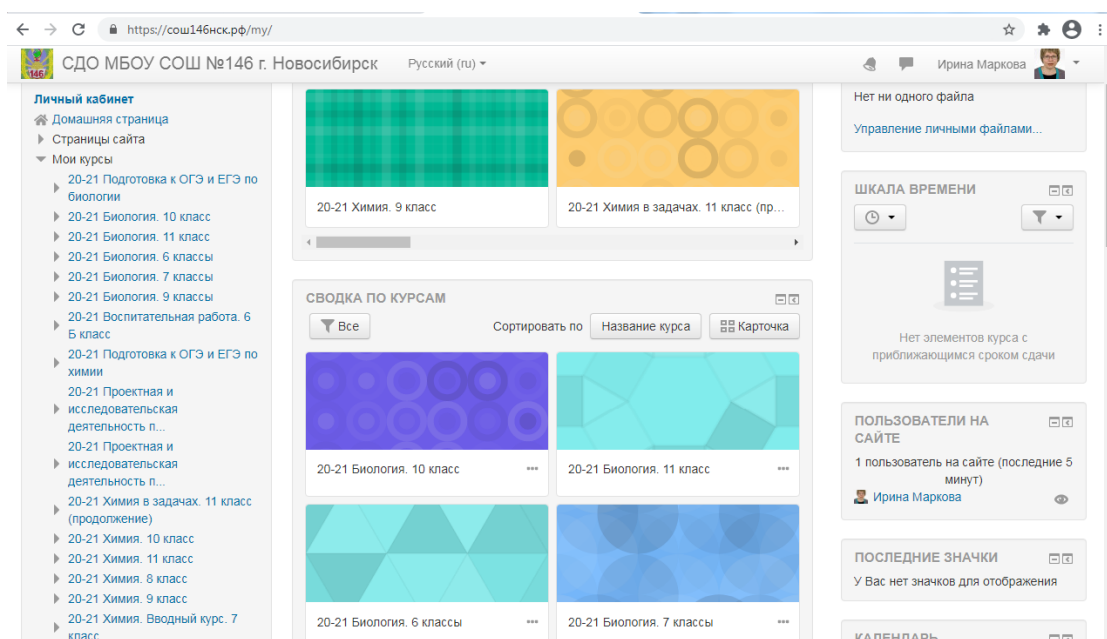 https://сош146нск.рф/my/
146
СДО МБОУ СОШ №146 г. Новосибирск
Русский (ru)
Ирина Маркова
Личный кабинет
Домашняя страница
Страницы сайта
Мои курсы
20-21 Подготовка к ОГЭ и ЕГЭ по
биологии
20-21 Биология. 10 класс
20-21 Биология. 11 класс
20-21 Биология. 6 классы
20-21 Биология. 7 классы
20-21 Биология. 9 классы
20-21 Воспитательная работа. 6
Б класс
20-21 Подготовка к ОГЭ и ЕГЭ по
химии
20-21 Проектная и
исследовательская
деятельность п...
20-21 Проектная и
исследовательская
деятельность п...
20-21 Химия в задачах. 11 класс
(продолжение)
20-21 Химия. 10 класс
20-21 Химия. 11 класс
20-21 Химия. 8 класс
20-21 Химия. 9 класс
20-21 Химия. Вводный курс. 7
класс
20-21 Химия. 9 класс
20-21 Химия в задачах. 11 класс (пр...
СВОДКА ПО КУРСАМ
Все
Сортировать по
Название курса
Карточка
20-21 Биология. 10 класс
20-21 Биология. 11 класс
20-21 Биология. 6 классы
20-21 Биология. 7 классы
Нет ни одного файла
Управление личными файлами...
ШКАЛА ВРЕМЕНИ
Нет элементов курса с
приближающимся сроком сдачи
ПОЛЬЗОВАТЕЛИ НА
САЙТЕ
1 пользователь на сайте (последние 5
минут)
Ирина Маркова
ПОСЛЕДНИЕ ЗНАЧКИ
У Вас нет значков для отображения
КАЛЕНДАРЬ